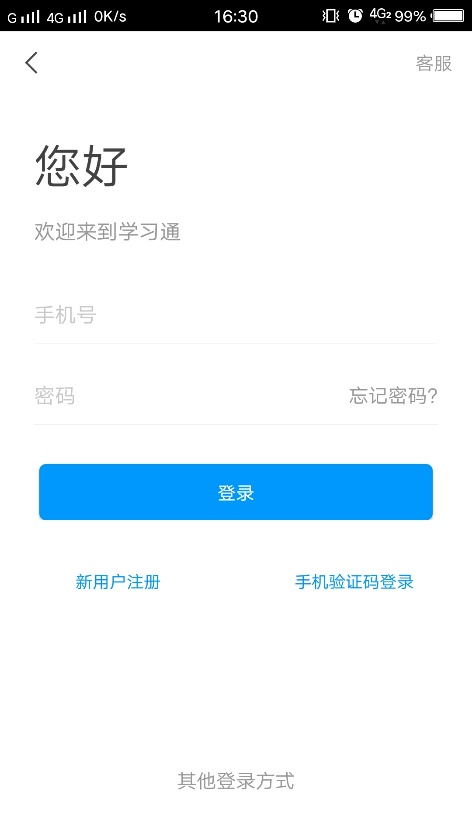 G 4G 0K/s 16:30 4G2 99%
客服
您好
欢迎来到学习通
手机号
密码 忘记密码?
登录
新用户注册 手机验证码登录
其他登录方式